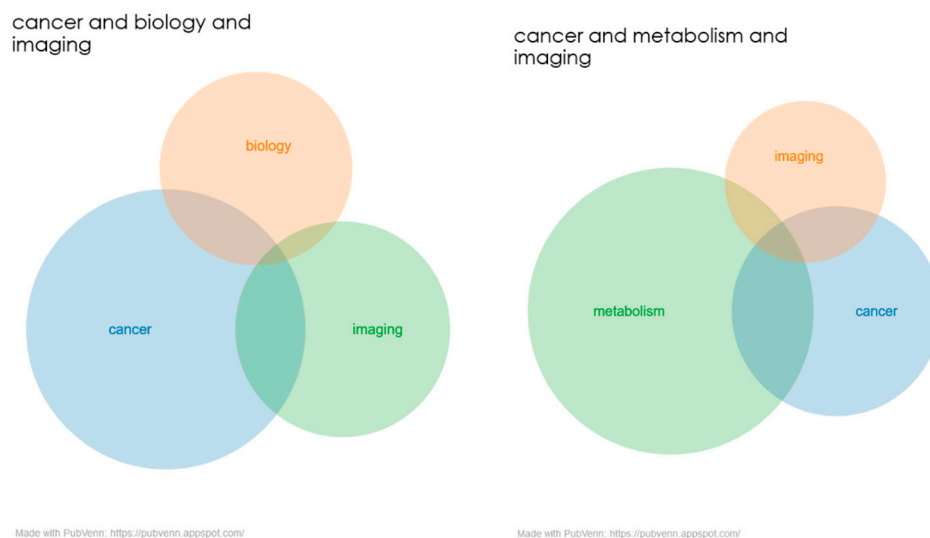 cancer and biology and
imaging
biology
cancer
imaging
Made with PubVenn: https://pubvenn.appspot.com/
cancer and metabolism and
imaging
imaging
metabolism
cancer
Made with PubVenn: https://pubvenn.appspot.com/